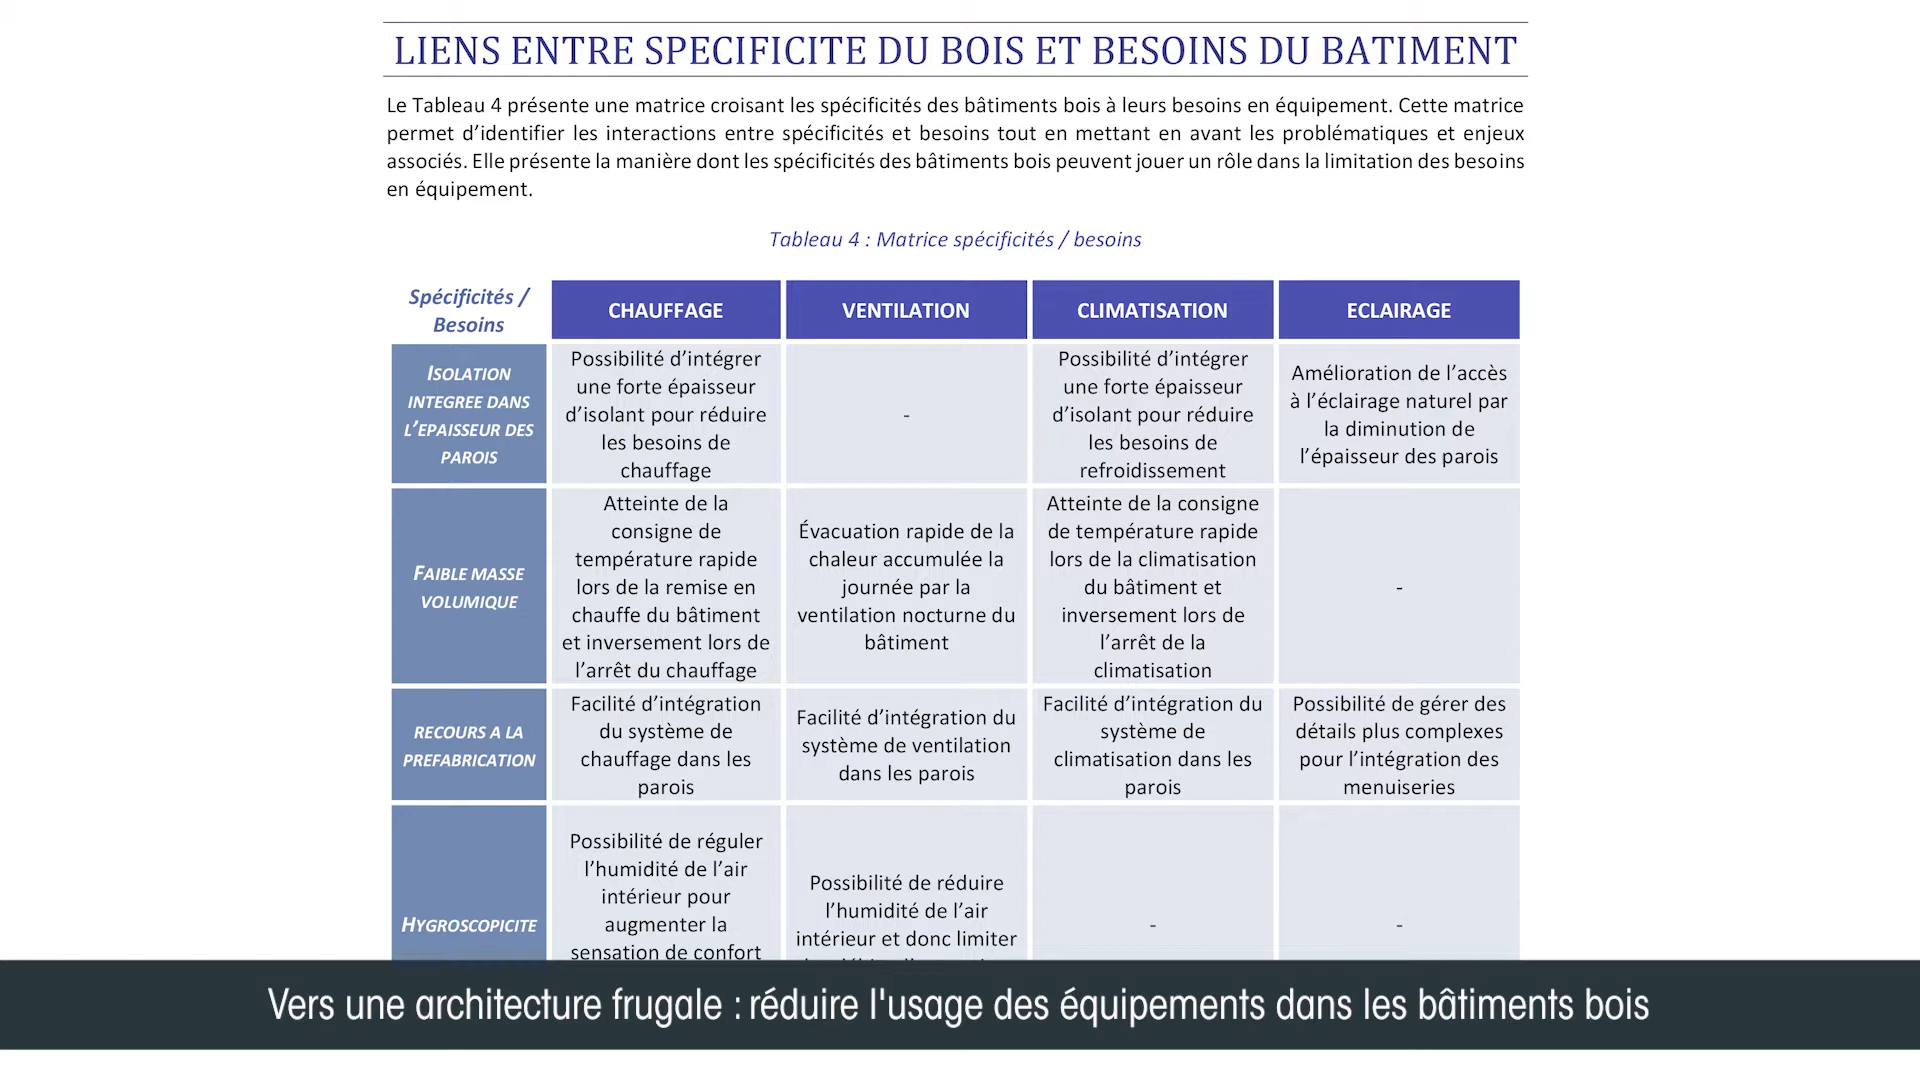 LIENS ENTRE SPECIFICITE DU BOIS ET BESOINS DU BATIMENT
Le Tableau 4 présente une matrice croisant les spécificités des bâtiments bois à leurs besoins en équipement. Cette matrice
permet d’identifier les interactions entre spécificités et besoins tout en mettant en avant les problématiques et enjeux
associés. Elle présente la manière dont les spécificités des bâtiments bois peuvent jouer un rôle dans la limitation des besoins
en équipement.
Tableau 4 : Matrice spécificités / besoins
Spécificités /
Besoins
CHAUFFAGE
VENTILATION
CLIMATISATION
ECLAIRAGE
ISOLATION
INTEGREE DANS
L’EPAISSEUR DES
PAROIS
Possibilité d’intégrer
une forte épaisseur
d’isolant pour réduire
les besoins de
chauffage
-
Possibilité d’intégrer
une forte épaisseur
d’isolant pour réduire
les besoins de
refroidissement
Amélioration de l’accès
à l’éclairage naturel par
la diminution de
l’épaisseur des parois
FAIBLE MASSE
VOLUMIQUE
Atteinte de la
consigne de
température rapide
lors de la remise en
chauffe du bâtiment
et inversement lors de
l’arrêt du chauffage
Évacuation rapide de la
chaleur accumulée la
journée par la
ventilation nocturne du
bâtiment
Atteinte de la consigne
de température rapide
lors de la climatisation
du bâtiment et
inversement lors de
l’arrêt de la
climatisation
-
RECOURS A LA
PREFABRICATION
Facilité d’intégration
du système de
chauffage dans les
parois
Facilité d’intégration du
système de ventilation
dans les parois
Facilité d’intégration du
système de
climatisation dans les
parois
Possibilité de gérer des
détails plus complexes
pour l’intégration des
menuiseries
HYGROSCOPICITE
Possibilité de réguler
l’humidité de l’air
intérieur pour
augmenter la
sensation de confort
Possibilité de réduire
l’humidité de l’air
intérieur et donc limiter
-
-
Vers une architecture frugale : réduire l'usage des équipements dans les bâtiments bois